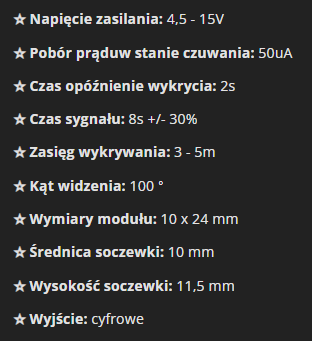 ☆ Napięcie zasilania: 4,5 - 15V
☆ Pobór prąduw stanie czuwania: 50uA
☆ Czas opóźnienie wykrycia: 2s
☆ Czas sygnału: 8s +/- 30%
☆ Zasięg wykrywania: 3 - 5m
☆ Kąt widzenia: 100 °
☆ Wymiary modułu: 10 x 24 mm
☆ Średnica soczewki: 10 mm
☆ Wysokość soczewki: 11,5 mm
☆ Wyjście: cyfrowe